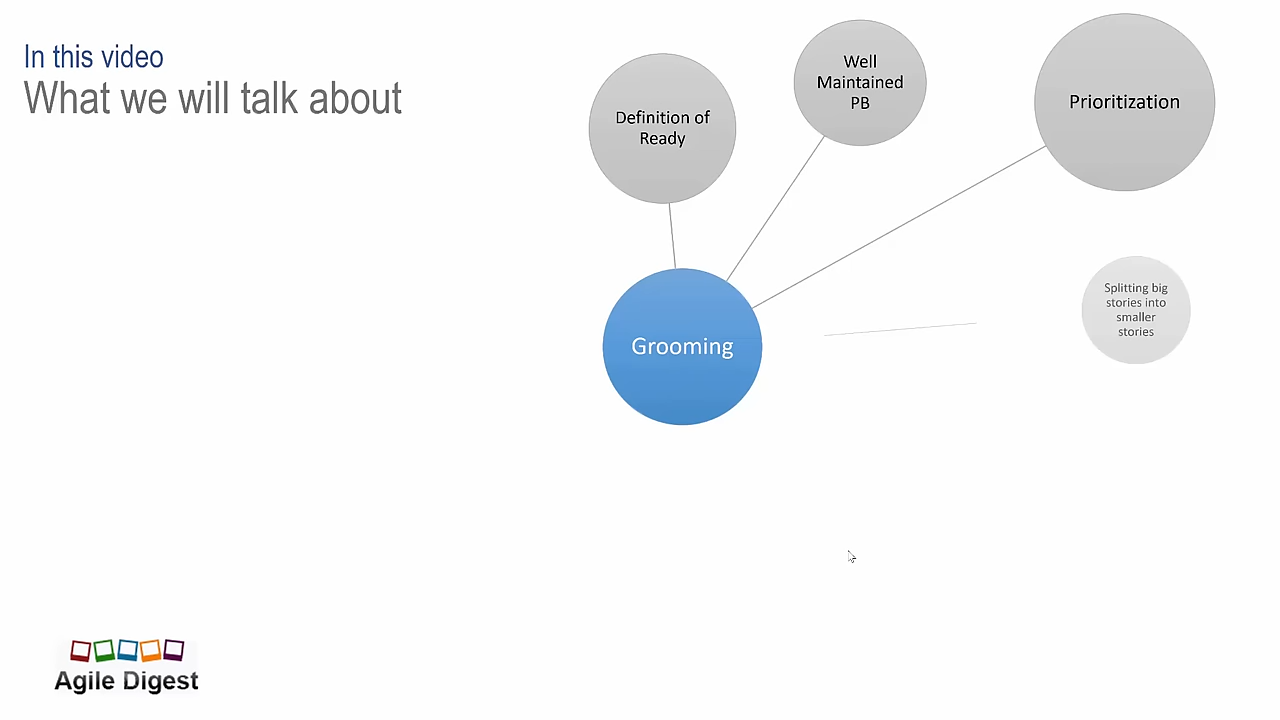 In this video
What we will talk about
Definition of
Ready
Well
Maintained
PB
Prioritization
Splitting big
stories into
smaller
stories
Grooming
Agile Digest